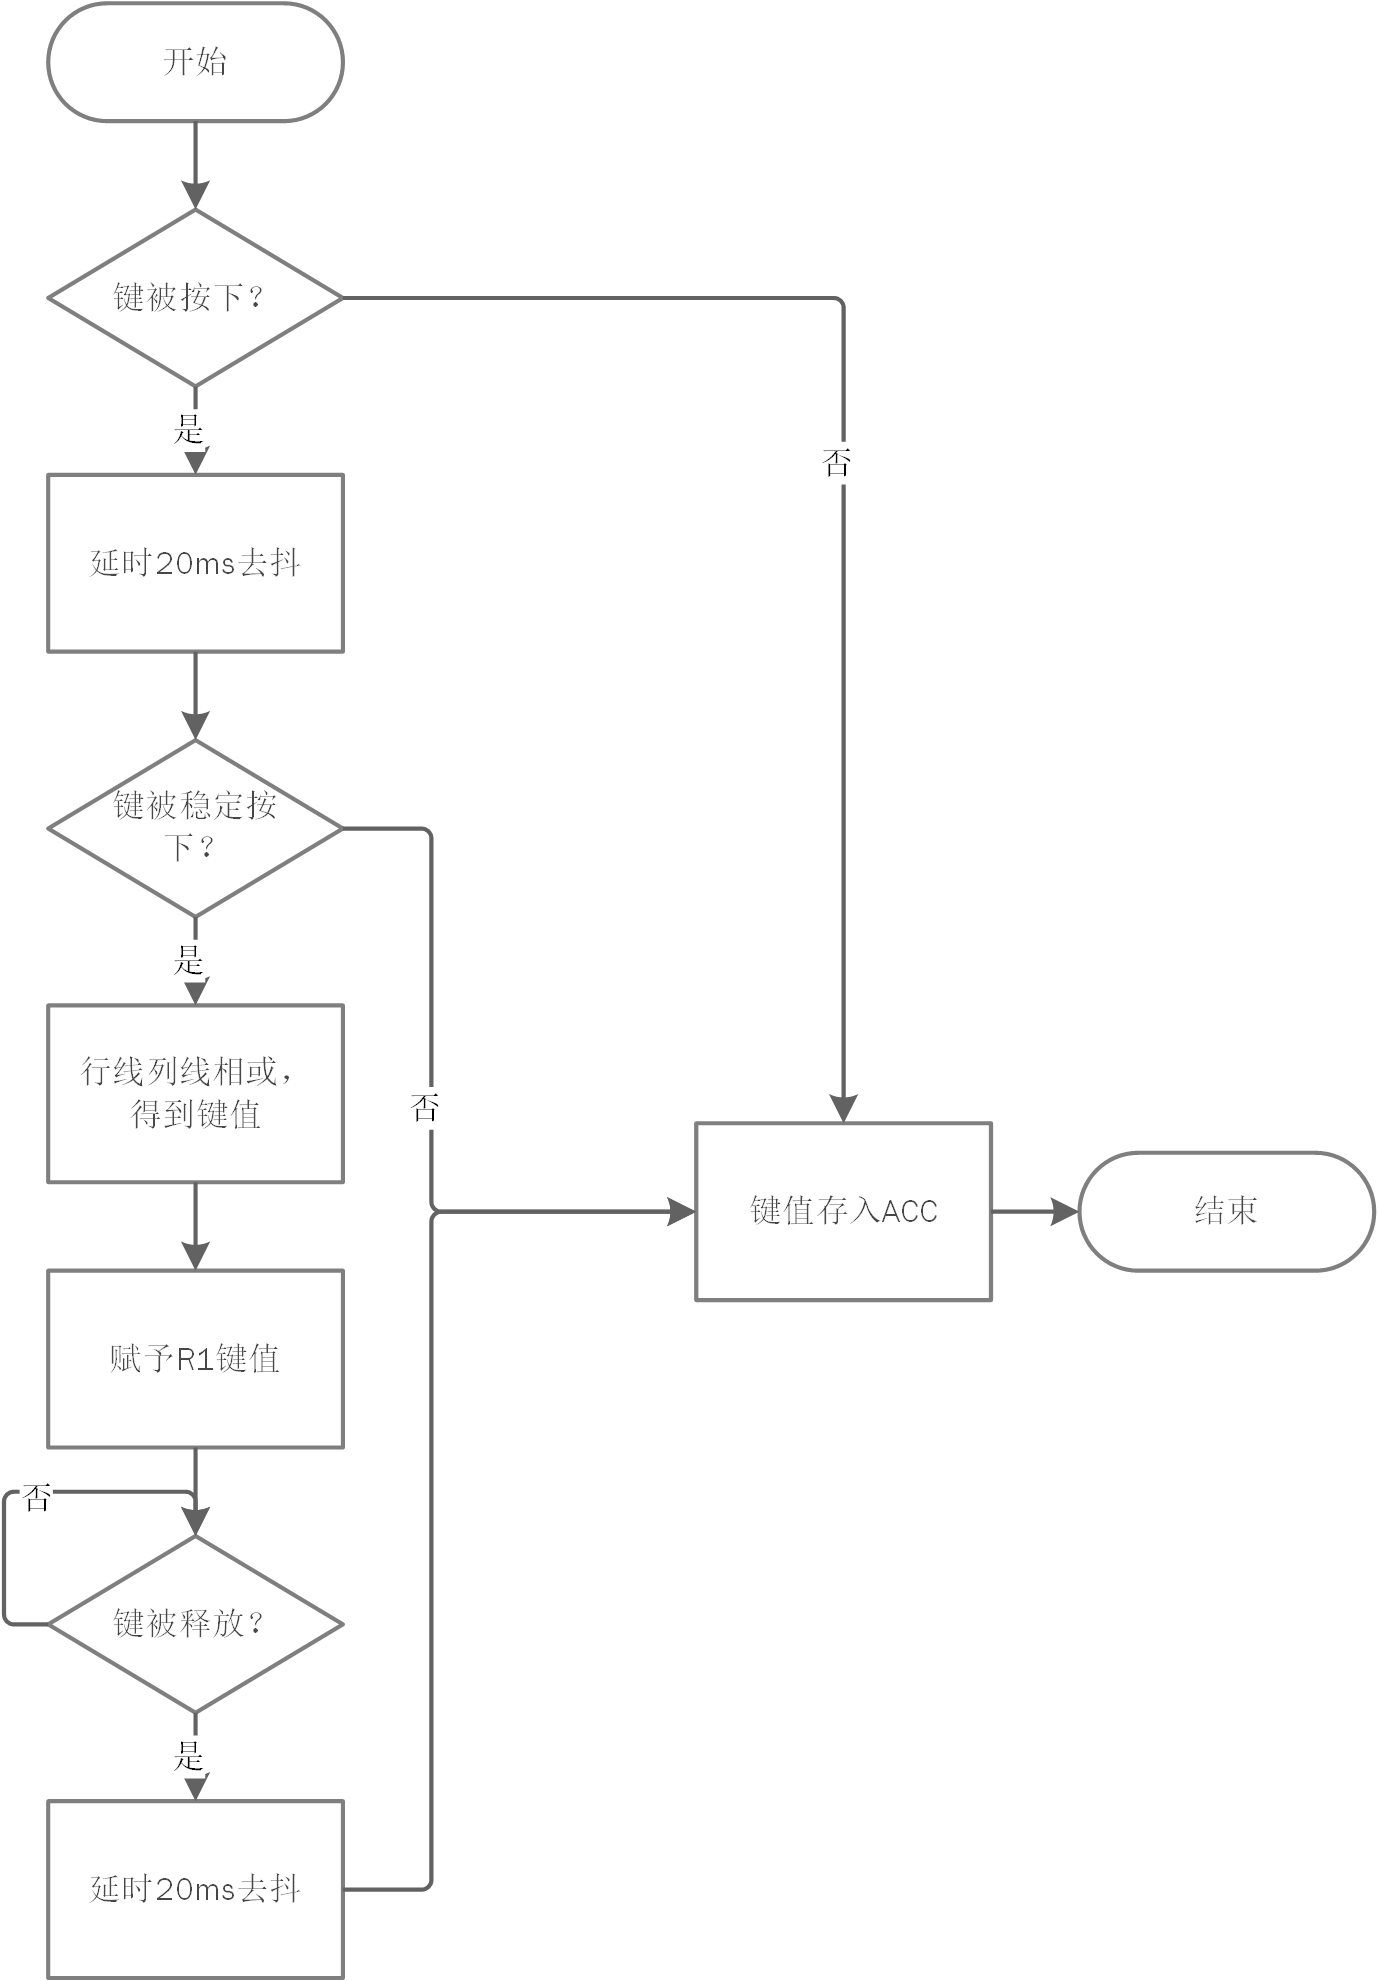 开始
键被按下？
是
否
延时20ms去抖
键被稳定按
下？
是
行线列线相或，
得到键值
否
键值存入ACC
结束
赋予R1键值
否
键被释放？
是
延时20ms去抖